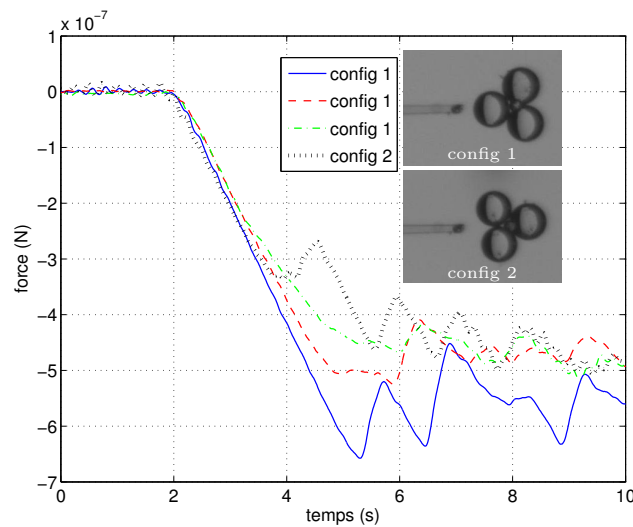 × 10⁻⁷
1
0
−1
−2
−3
−4
−5
−6
−7
force (N)
0
2
4
6
8
10
temps (s)
config 1
config 1
config 1
config 2
config 1
config 2